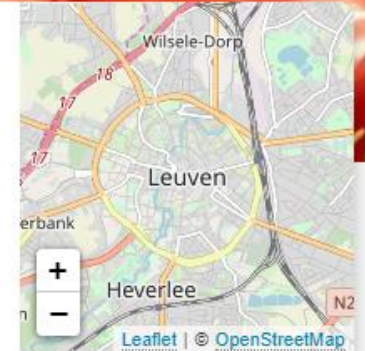 Wilsele-Dorp
18
17
17
Leuven
erbank
+
Heverlee
−
n
N2
Leaflet | © OpenStreetMap